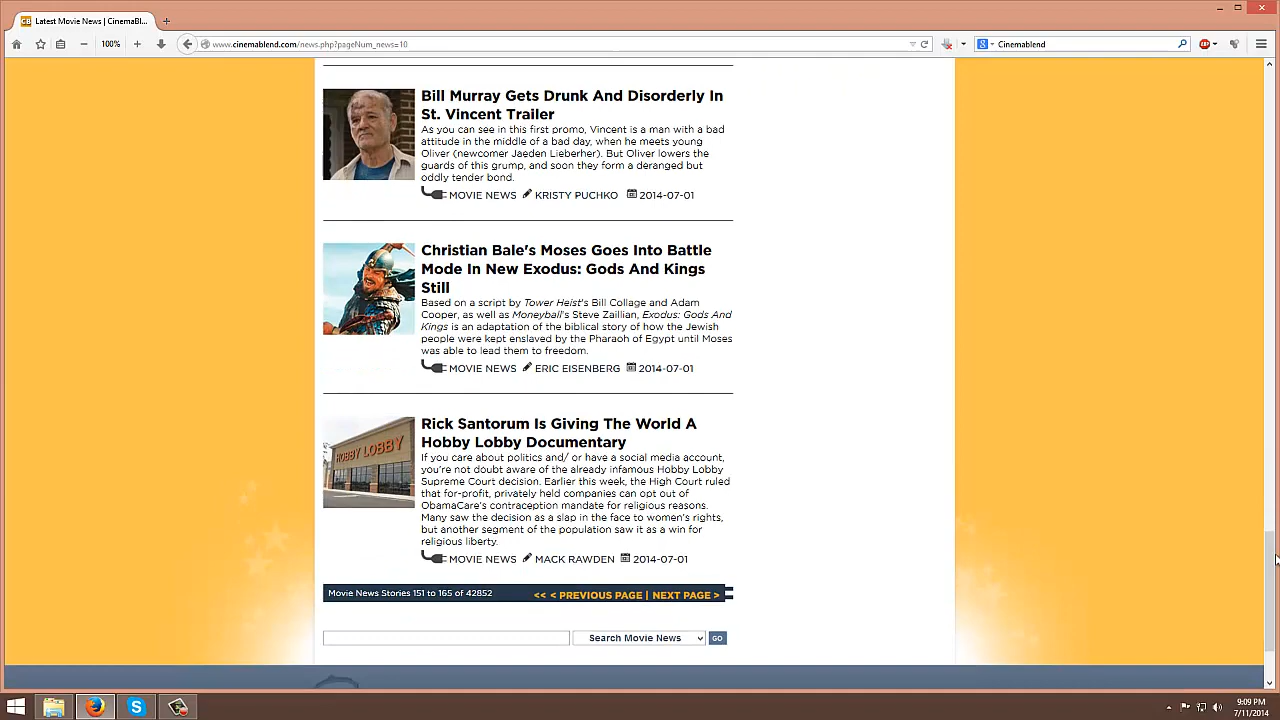 Latest Movie News | CinemaBl...
100%
www.cinemablend.com/news.php?pageNum_news=10
Cinemablend
Bill Murray Gets Drunk And Disorderly In
St. Vincent Trailer
As you can see in this first promo, Vincent is a man with a bad
attitude in the middle of a bad day, when he meets young
Oliver (newcomer Jaeden Lieberher). But Oliver lowers the
guards of this grump, and soon they form a deranged but
oddly tender bond.
MOVIE NEWS KRISTY PUCHKO 2014-07-01
Christian Bale's Moses Goes Into Battle
Mode In New Exodus: Gods And Kings
Still
Based on a script by Tower Heist's Bill Collage and Adam
Cooper, as well as Moneyball's Steve Zaillian, Exodus: Gods And
Kings is an adaptation of the biblical story of how the Jewish
people were kept enslaved by the Pharaoh of Egypt until Moses
was able to lead them to freedom.
MOVIE NEWS ERIC EISENBERG 2014-07-01
HOBBY LOBBY
Rick Santorum Is Giving The World A
Hobby Lobby Documentary
If you care about politics and/ or have a social media account,
you're not doubt aware of the already infamous Hobby Lobby
Supreme Court decision. Earlier this week, the High Court ruled
that for-profit, privately held companies can opt out of
ObamaCare's contraception mandate for religious reasons.
Many saw the decision as a slap in the face to women's rights,
but another segment of the population saw it as a win for
religious liberty.
MOVIE NEWS MACK RAWDEN 2014-07-01
Movie News Stories 151 to 165 of 42852 << < PREVIOUS PAGE | NEXT PAGE >
Search Movie News GO
9:09 PM
7/11/2014